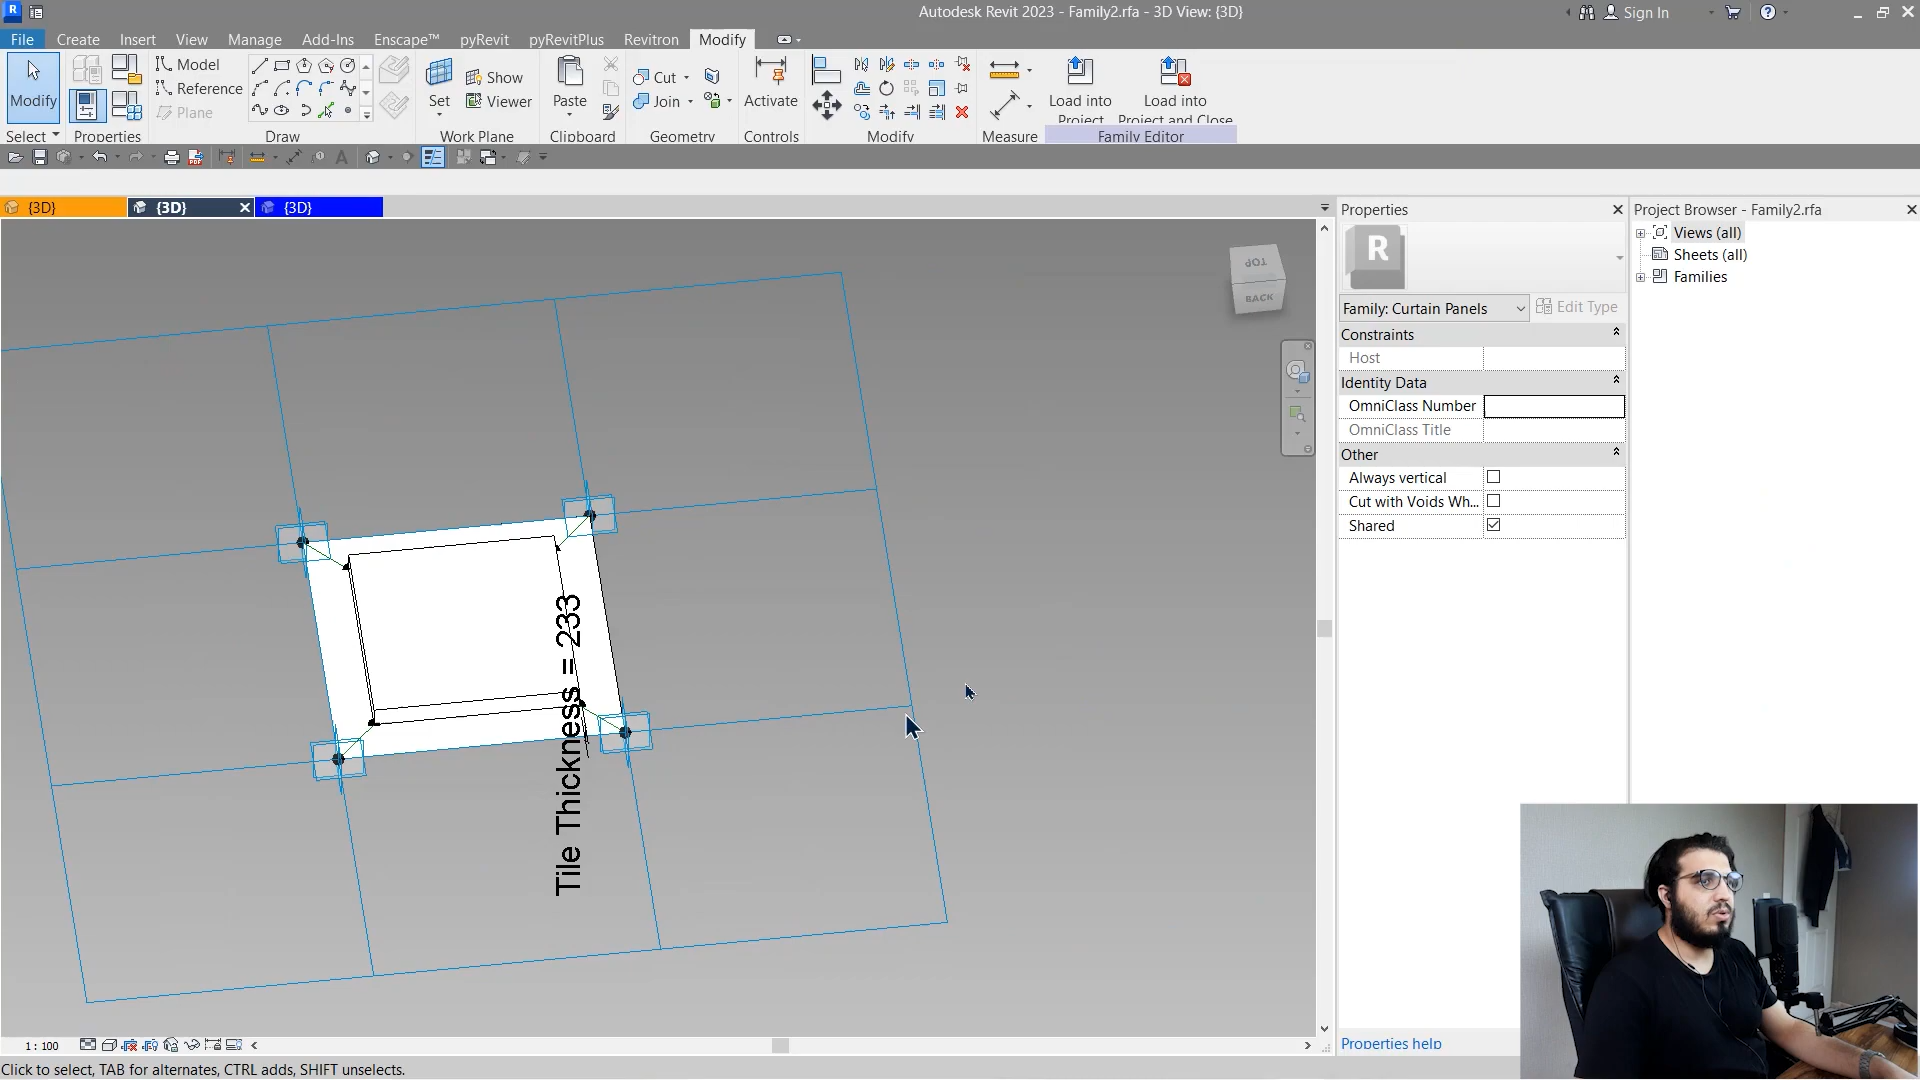 Autodesk Revit 2023 - Family2.rfa - 3D View: {3D}
Sign In
File Create Insert View Manage Add-Ins Enscape™ pyRevit pyRevitPlus Revitron Modify
Modify
Model
Reference
Plane
Set
Show
Viewer
Paste
Cut
Join
Activate
Load into
Project
Load into
Project and Close
Select Properties Draw Work Plane Clipboard Geometry Controls Modify Measure Family Editor
{3D} {3D} {3D}
TOP
BACK
Tile Thickness = 233
Properties
R
Family: Curtain Panels Edit Type
Constraints
Host
Identity Data
OmniClass Number
OmniClass Title
Other
Always vertical
Cut with Voids Wh...
Shared
Properties help
Project Browser - Family2.rfa
Views (all)
Sheets (all)
Families
1 : 100
Click to select, TAB for alternates, CTRL adds, SHIFT unselects.